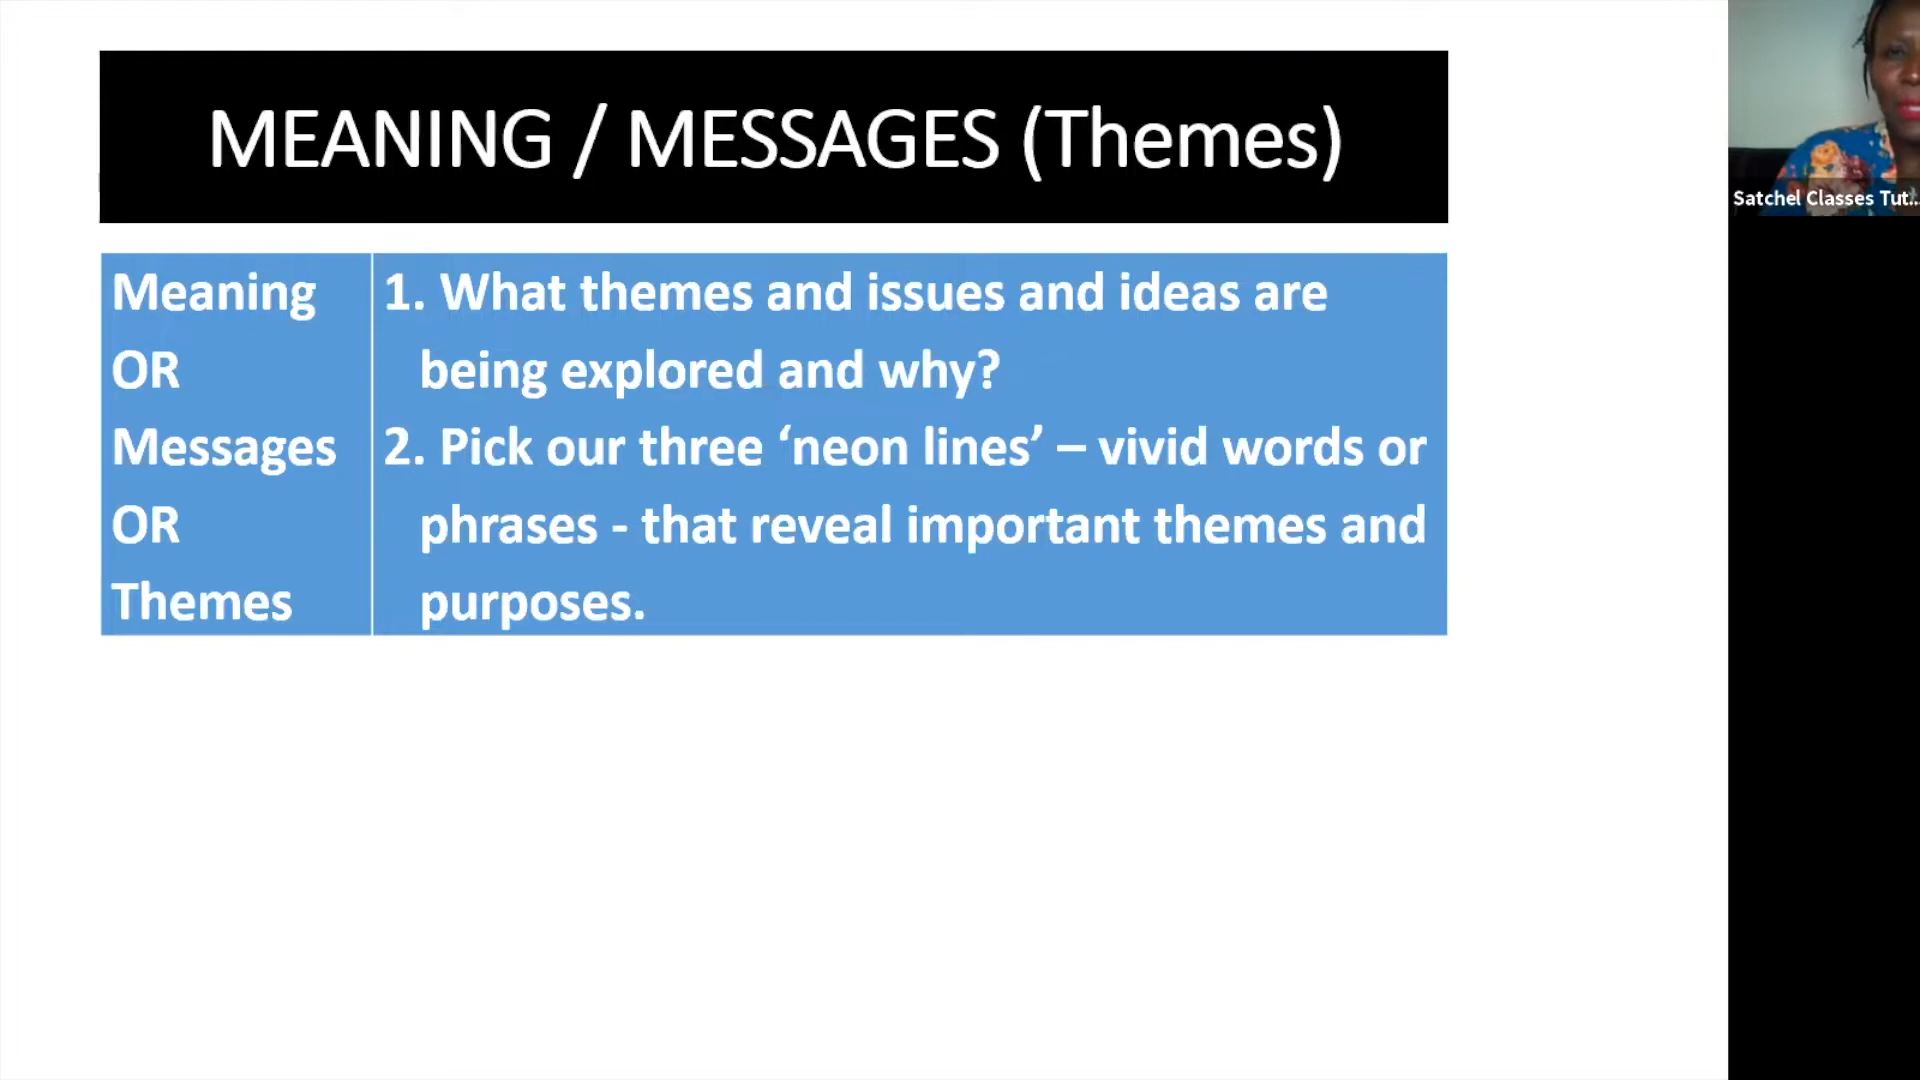 MEANING / MESSAGES (Themes)
Meaning
OR
Messages
OR
Themes
1. What themes and issues and ideas are
being explored and why?
2. Pick our three ‘neon lines’ – vivid words or
phrases - that reveal important themes and
purposes.
Satchel Classes Tut...